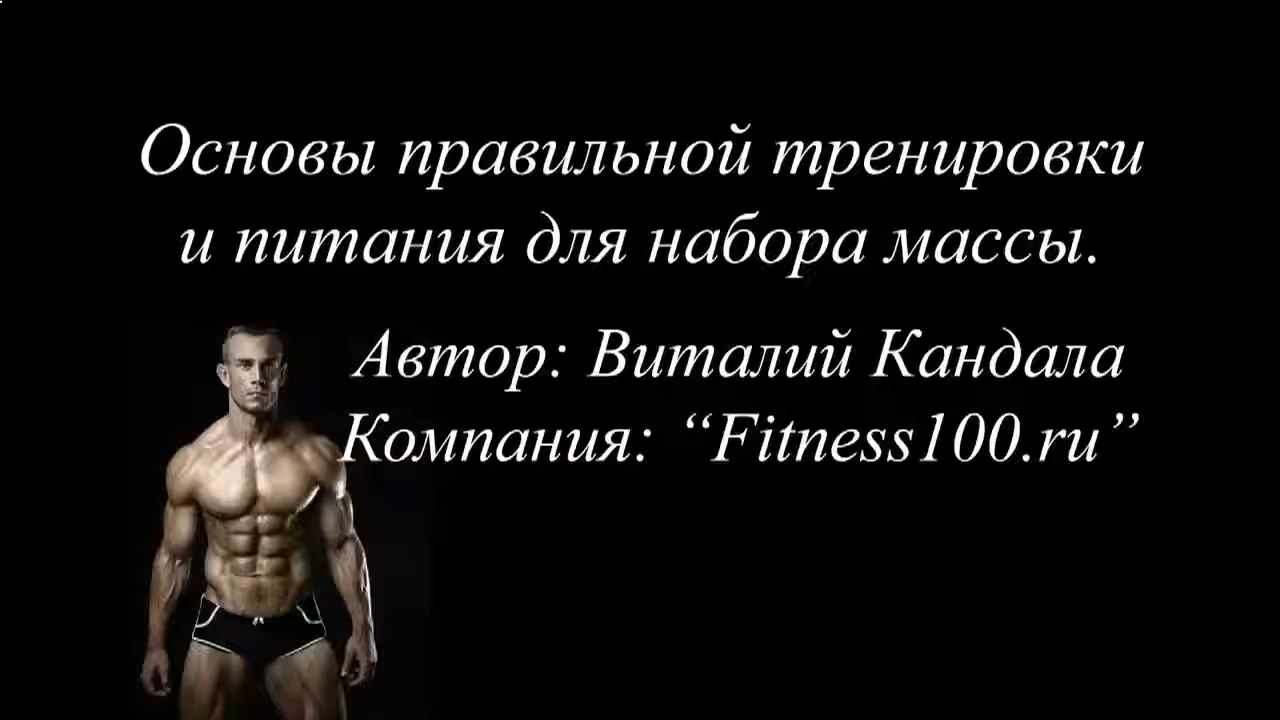 Основы правильной тренировки
и питания для набора массы.
Автор: Виталий Кандала
Компания: “Fitness100.ru”